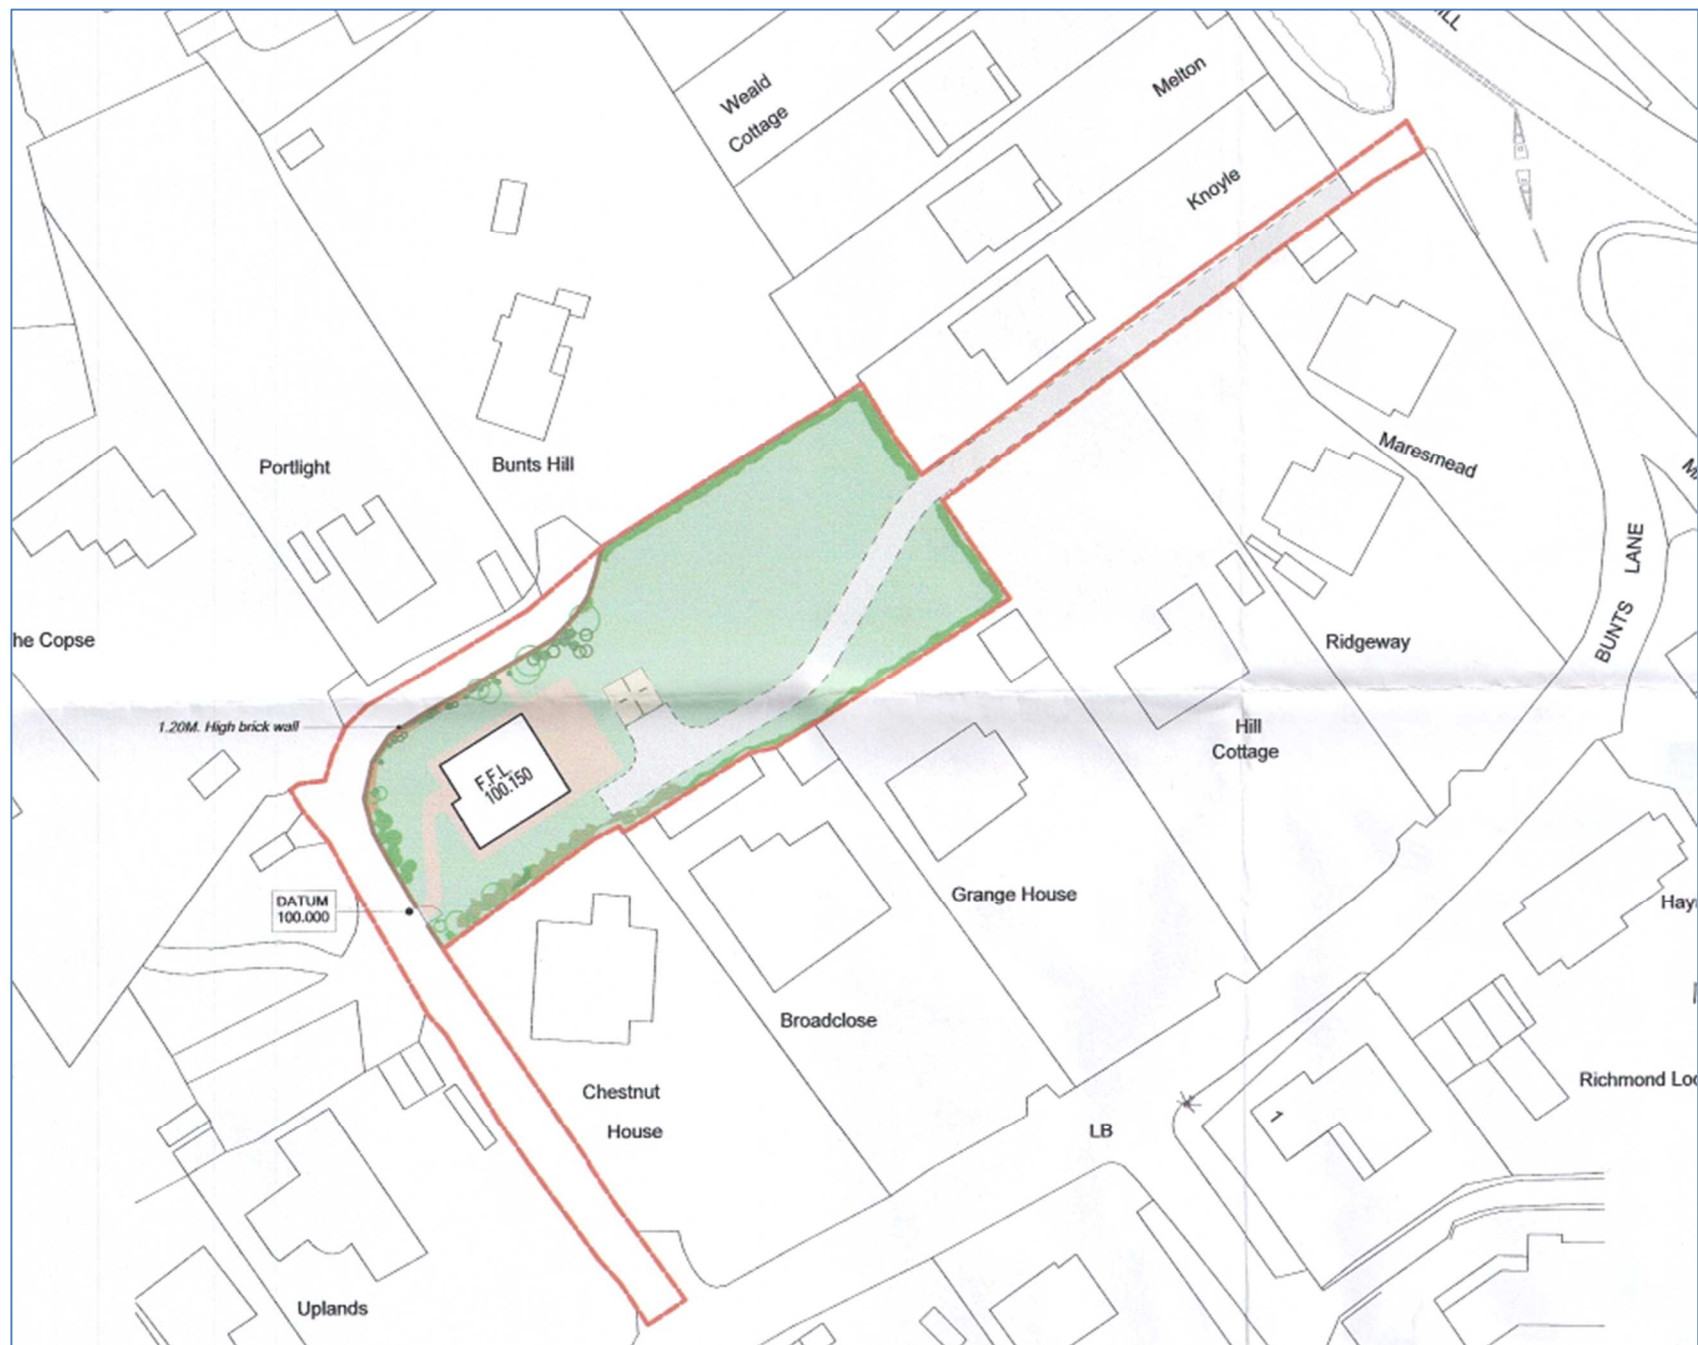 Weald
Cottage
Melton
Knoyle
Portlight
Bunts Hill
Maresmead
BUNTS LANE
he Copse
Ridgeway
1.20M. High brick wall
Hill
Cottage
F.F.L.
100.150
DATUM
100.000
Grange House
Broadclose
Chestnut
House
LB
1
Richmond Loc
Uplands